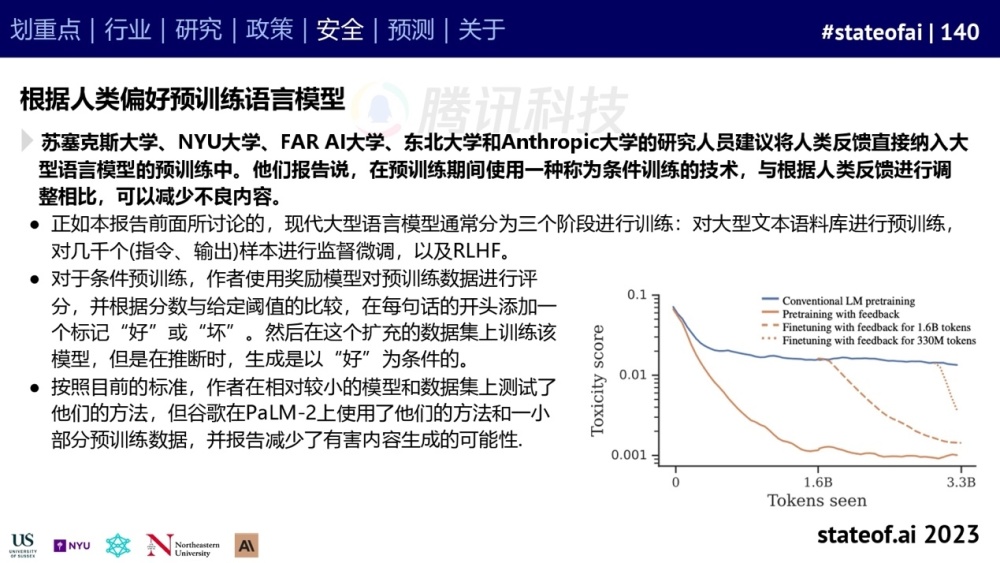 划重点 | 行业 | 研究 | 政策 | 安全 | 预测 | 关于
#stateofai | 140
腾讯科技
根据人类偏好预训练语言模型
苏塞克斯大学、NYU大学、FAR AI大学、东北大学和Anthropic大学的研究人员建议将人类反馈直接纳入大
型语言模型的预训练中。他们报告说，在预训练期间使用一种称为条件训练的技术，与根据人类反馈进行调
整相比，可以减少不良内容。
● 正如本报告前面所讨论的，现代大型语言模型通常分为三个阶段进行训练：对大型文本语料库进行预训练，
对几千个(指令、输出)样本进行监督微调，以及RLHF。
● 对于条件预训练，作者使用奖励模型对预训练数据进行评
分，并根据分数与给定阈值的比较，在每句话的开头添加一
个标记“好”或“坏”。然后在这个扩充的数据集上训练该
模型，但是在推断时，生成是以“好”为条件的。
● 按照目前的标准，作者在相对较小的模型和数据集上测试了
他们的方法，但谷歌在PaLM-2上使用了他们的方法和一小
部分预训练数据，并报告减少了有害内容生成的可能性.
Conventional LM pretraining
Pretraining with feedback
Finetuning with feedback for 1.6B tokens
Finetuning with feedback for 330M tokens
Toxicity score
0.1
0.01
0.001
0
1.6B
3.3B
Tokens seen
US
UNIVERSITY
OF SUSSEX
NYU
N
Northeastern
University
A\
stateof.ai 2023